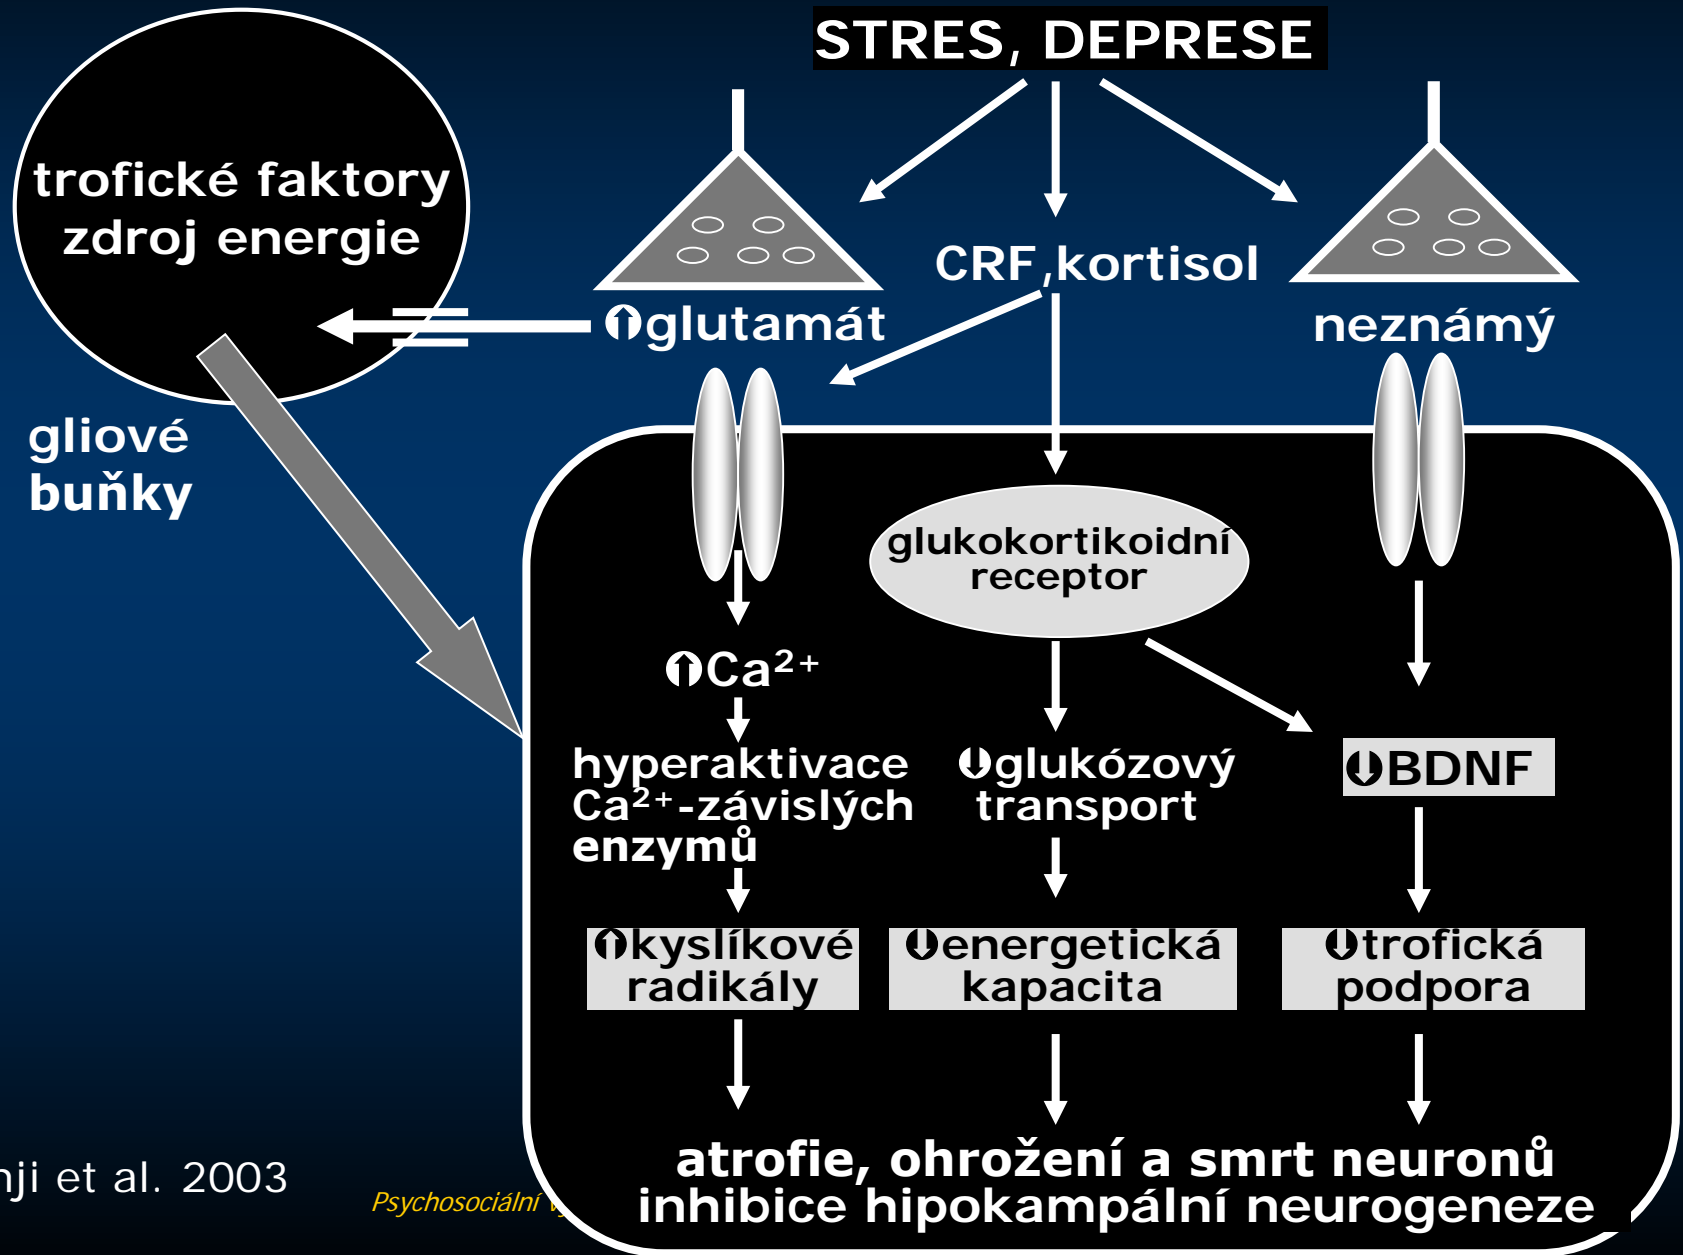 STRES, DEPRESE
trofické faktory
zdroj energie
CRF,kortisol
glutamát
neznámý
gliové
buňky
glukokortikoidní
receptor
Ca²⁺
hyperaktivace
Ca²⁺-závislých
enzymů
glukózový
transport
BDNF
kyslíkové
radikály
energetická
kapacita
trofická
podpora
atrofie, ohrožení a smrt neuronů
inhibice hipokampální neurogeneze
et al. 2003
Psychosociální